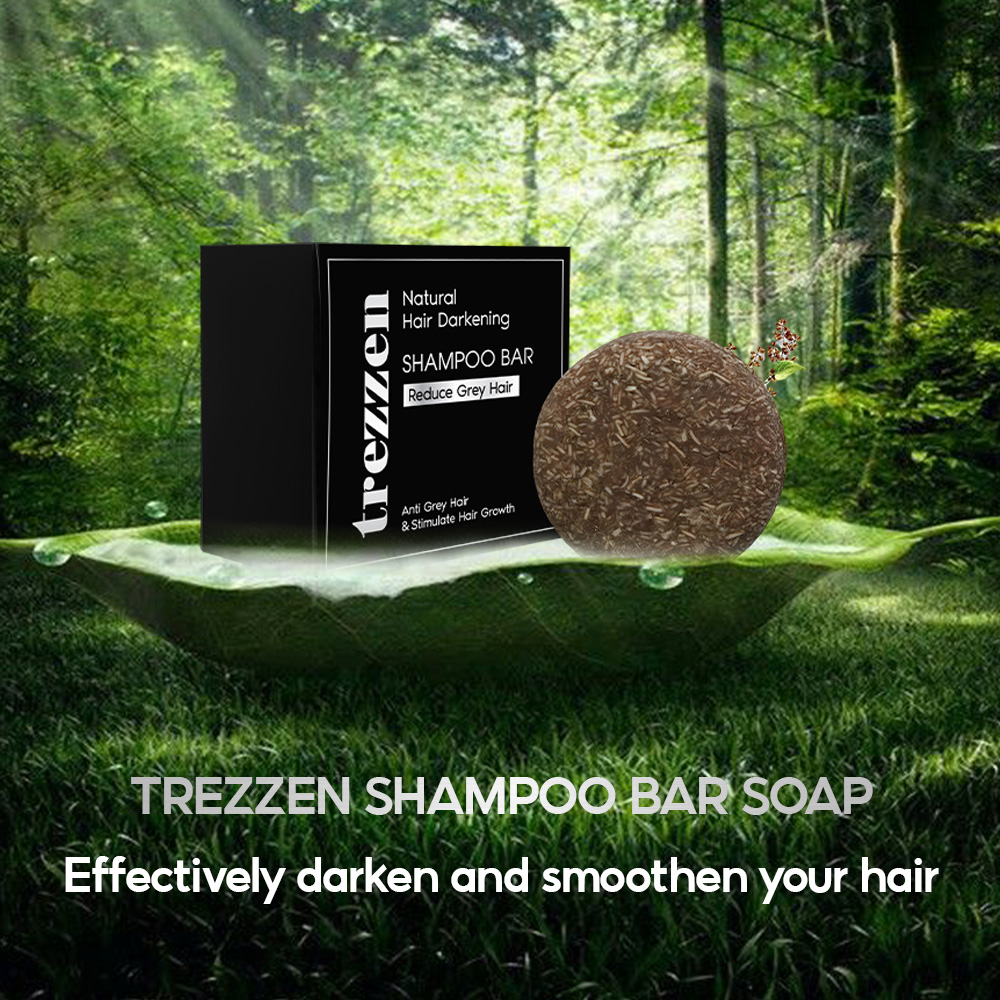 trezzen
Natural
Hair Darkening
SHAMPOO BAR
Reduce Grey Hair
Anti Grey Hair
& Stimulate Hair Growth
TREZZEN SHAMPOO BAR SOAP
Effectively darken and smoothen your hair